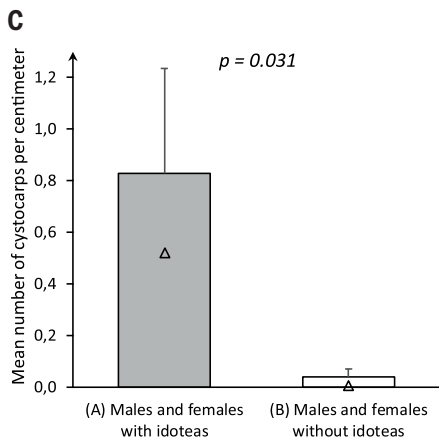 C
p = 0.031
Mean number of cystocarps per centimeter
1,2
1,0
0,8
0,6
0,4
0,2
0,0
(A) Males and females
with idoteas
(B) Males and females
without idoteas